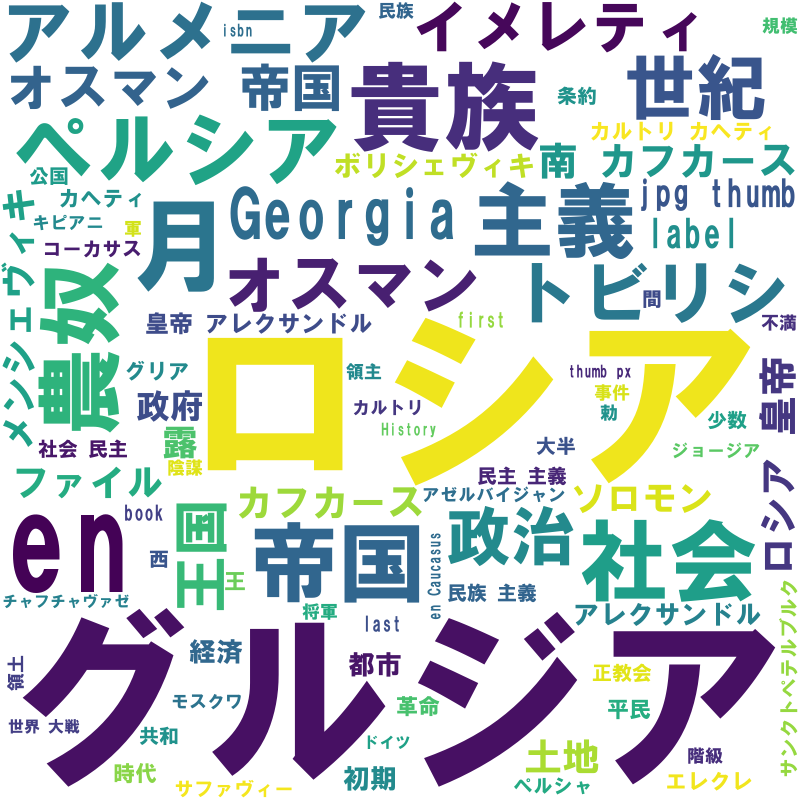 アルメニア
isbn
民族
イメレティ
規模
オスマン
帝国
貴族
世紀
条約
ペルシア
カルトリ カヘティ
ボリシェヴィキ
南 カフカース
公国
カヘティ
jpg thumb
キピアニ
軍
月
Georgia
主義
label
コーカサス
メンシェヴィキ
農奴
オスマン
トビリシ
間
皇帝 アレクサンドル
first
不満
ロシア
グリア
領主
thumb px
皇帝
政府
カルトリ
事件
勅
少数
露
History
社会 民主
大半
ジョージア
陰謀
ファイル
民主 主義
ロシア
カフカース
アゼルバイジャン
ソロモン
en
book
王国
帝国
政治
社会
西
en Caucasus
王
民族 主義
チャフチャヴァゼ
将軍
last
アレクサンドル
サンクトペテルブルク
グルジア
経済
領土
都市
正教会
モスクワ
革命
平民
世界 大戦
共和
ドイツ
土地
階級
時代
サファヴィー
初期
ペルシャ
エレクレ